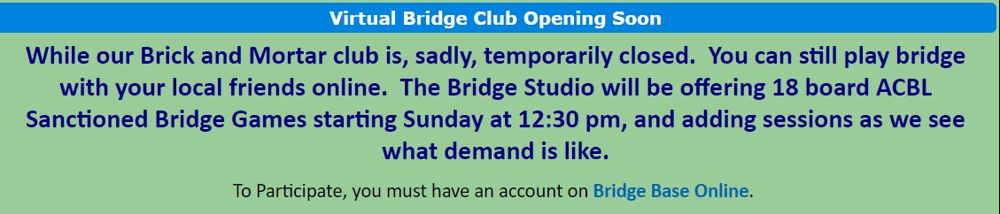 Virtual Bridge Club Opening Soon
While our Brick and Mortar club is, sadly, temporarily closed.  You can still play bridge
with your local friends online.  The Bridge Studio will be offering 18 board ACBL
Sanctioned Bridge Games starting Sunday at 12:30 pm, and adding sessions as we see
what demand is like.
To Participate, you must have an account on Bridge Base Online.